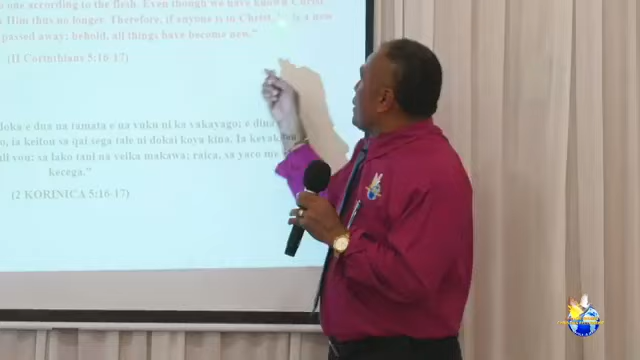 o one according to the flesh. Even though we have known Christ
Him thus no longer. Therefore, if anyone is in Christ, is a new
passed away; behold, all things have become new."
(II Corinthians 5:16-17)
doka e dua na tamata e na vuku ni ka vakayago; e dina
o, ia keitou sa qai sega tale ni dokai koya kina. Ia kevaka
vou: sa lako tani na veika makawa; raica, sa yaco me
kecega."
(2 KORINICA 5:16-17)